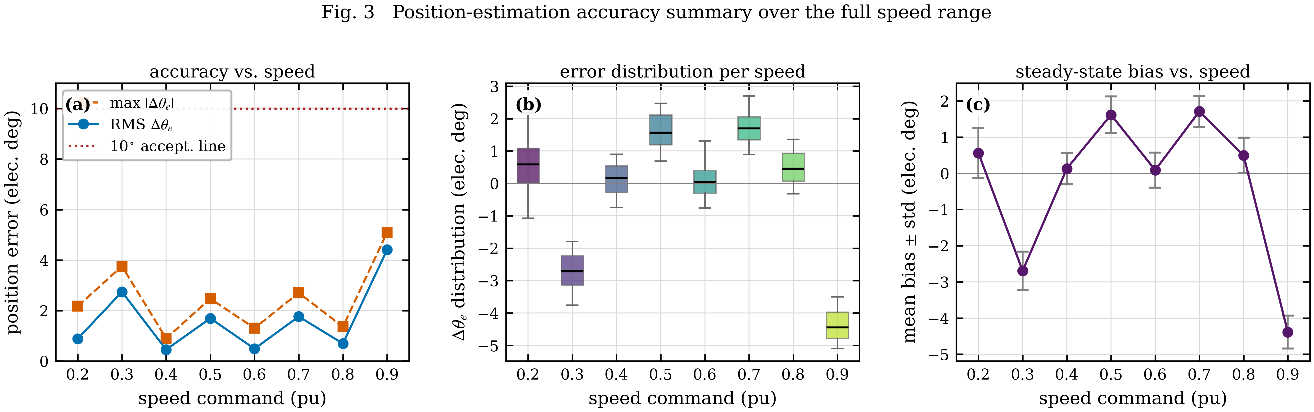 Fig. 3   Position-estimation accuracy summary over the full speed range
accuracy vs. speed
(a)
max |Δθₑ|
RMS Δθₑ
10° accept. line
position error (elec. deg)
10
8
6
4
2
0
0.2 0.3 0.4 0.5 0.6 0.7 0.8 0.9
speed command (pu)
error distribution per speed
(b)
Δθₑ distribution (elec. deg)
3
2
1
0
−1
−2
−3
−4
−5
0.2 0.3 0.4 0.5 0.6 0.7 0.8 0.9
speed command (pu)
steady-state bias vs. speed
(c)
mean bias ± std (elec. deg)
2
1
0
−1
−2
−3
−4
−5
0.2 0.3 0.4 0.5 0.6 0.7 0.8 0.9
speed command (pu)